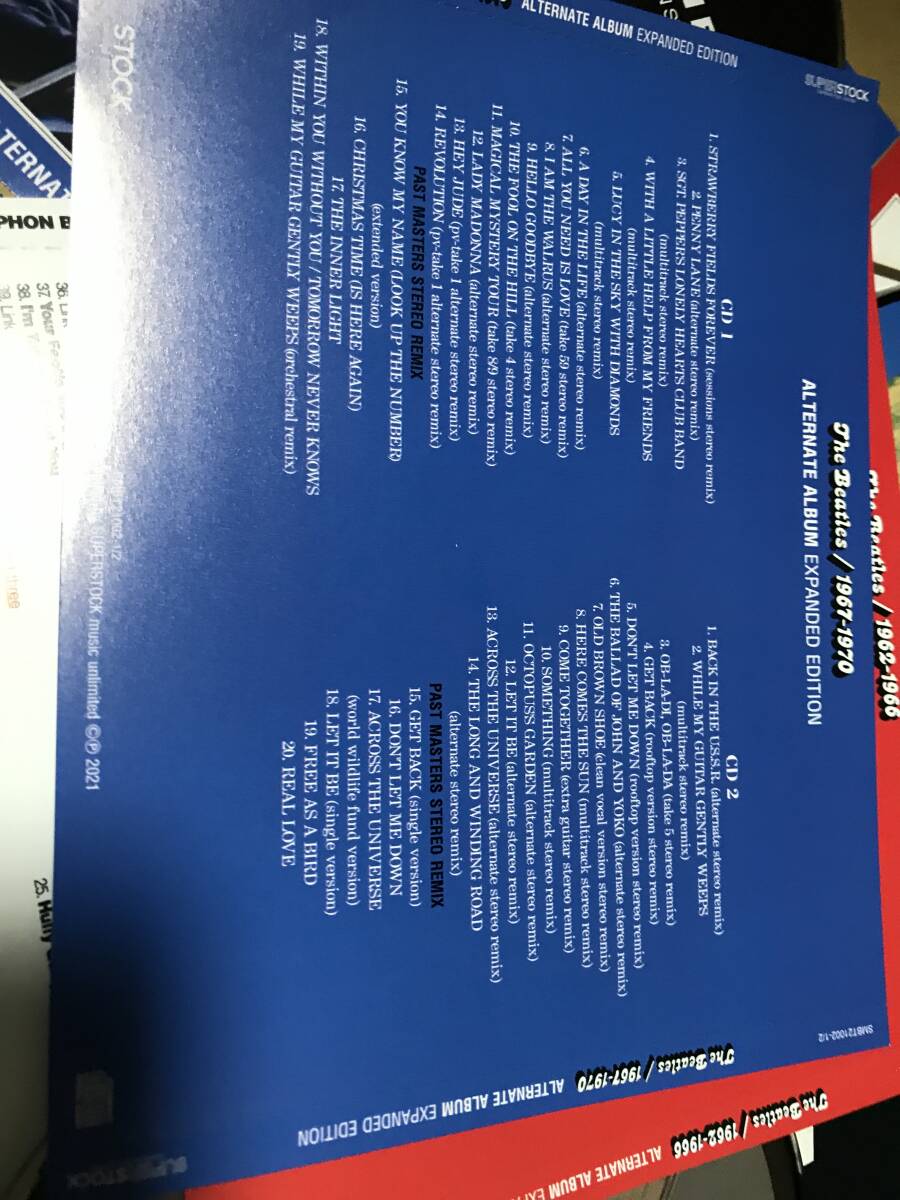 The Beatles / 1967-1970
ALTERNATE ALBUM EXPANDED EDITION
CD 1
1. STRAWBERRY FIELDS FOREVER (sessions stereo remix)
2. PENNY LANE (alternate stereo remix)
3. SGT. PEPPER'S LONELY HEARTS CLUB BAND
(multitrack stereo remix)
4. WITH A LITTLE HELP FROM MY FRIENDS
(multitrack stereo remix)
5. LUCY IN THE SKY WITH DIAMONDS
(multitrack stereo remix)
6. A DAY IN THE LIFE (alternate stereo remix)
7. ALL YOU NEED IS LOVE (take 59 stereo remix)
8. I AM THE WALRUS (alternate stereo remix)
9. HELLO GOODBYE (alternate stereo remix)
10. THE FOOL ON THE HILL (take 4 stereo remix)
11. MAGICAL MYSTERY TOUR (take 8/9 stereo remix)
12. LADY MADONNA (alternate stereo remix)
13. HEY JUDE (pv-take 1 alternate stereo remix)
14. REVOLUTION (pv-take 1 alternate stereo remix)
PAST MASTERS STEREO REMIX
15. YOU KNOW MY NAME (LOOK UP THE NUMBER)
(extended version)
16. CHRISTMAS TIME (IS HERE AGAIN)
17. THE INNER LIGHT
18. WITHIN YOU WITHOUT YOU / TOMORROW NEVER KNOWS
19. WHILE MY GUITAR GENTLY WEEPS (orchestral remix)
CD 2
1. BACK IN THE U.S.S.R. (alternate stereo remix)
2. WHILE MY GUITAR GENTLY WEEPS
(multitrack stereo remix)
3. OB-LA-DI, OB-LA-DA (take 5 stereo remix)
4. GET BACK (rooftop version stereo remix)
5. DON'T LET ME DOWN (rooftop version stereo remix)
6. THE BALLAD OF JOHN AND YOKO (alternate stereo remix)
7. OLD BROWN SHOE (clean vocal version stereo remix)
8. HERE COMES THE SUN (multitrack stereo remix)
9. COME TOGETHER (extra guitar stereo remix)
10. SOMETHING (multitrack stereo remix)
11. OCTOPUS'S GARDEN (alternate stereo remix)
12. LET IT BE (alternate stereo remix)
13. ACROSS THE UNIVERSE (alternate stereo remix)
14. THE LONG AND WINDING ROAD
(alternate stereo remix)
PAST MASTERS STEREO REMIX
15. GET BACK (single version)
16. DON'T LET ME DOWN
17. ACROSS THE UNIVERSE
(world wildlife fund version)
18. LET IT BE (single version)
19. FREE AS A BIRD
20. REAL LOVE
SUPERSTOCK music unlimited ©℗ 2021
ALTERNATE ALBUM EXPANDED EDITION
SUPERSTOCK
STOCK
SMBT21002-1/2
The Beatles / 1967-1970 ALTERNATE ALBUM EXPANDED EDITION
SUPERSTOCK
The Beatles / 1962-1966
The Beatles / 1962-1966 ALTERNATE ALBUM
PHON B
36.
37. Your
38. I'm
39. Link
three
25.